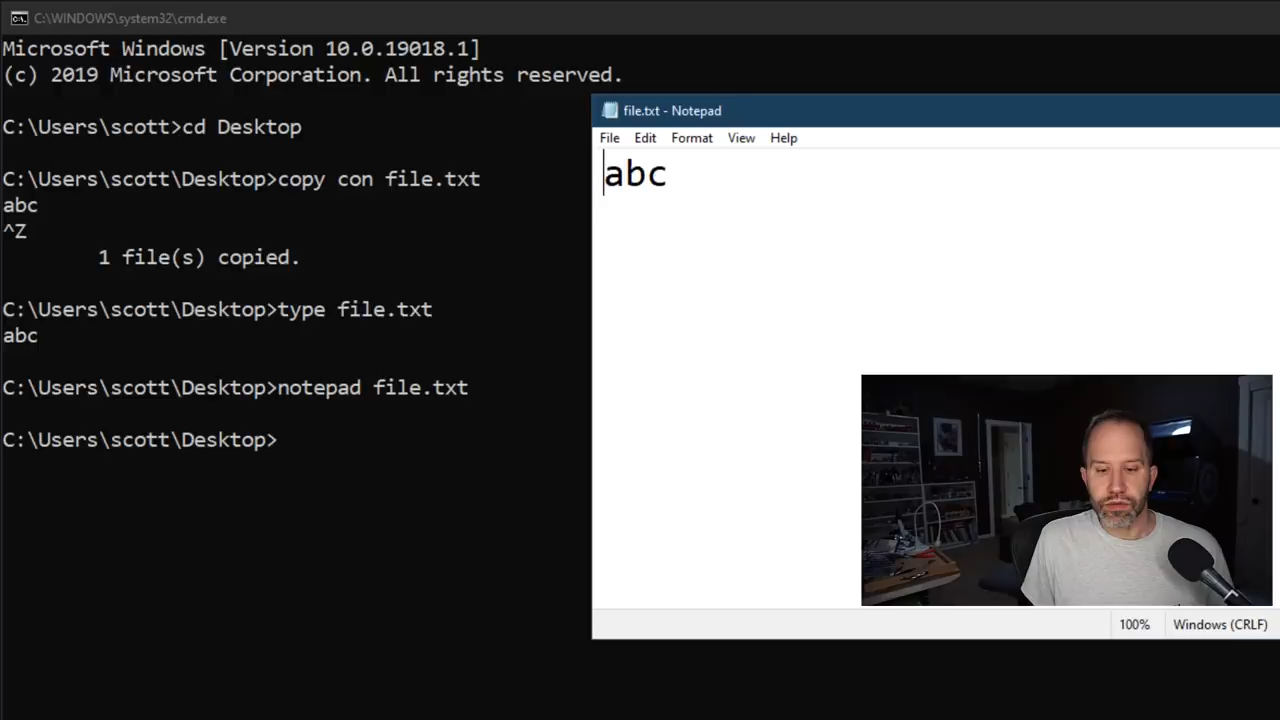 C:\WINDOWS\system32\cmd.exe
Microsoft Windows [Version 10.0.19018.1]
(c) 2019 Microsoft Corporation. All rights reserved.
C:\Users\scott>cd Desktop
C:\Users\scott\Desktop>copy con file.txt
abc
^Z
1 file(s) copied.
C:\Users\scott\Desktop>type file.txt
abc
C:\Users\scott\Desktop>notepad file.txt
C:\Users\scott\Desktop>
file.txt - Notepad
File Edit Format View Help
abc
100% Windows (CRLF)